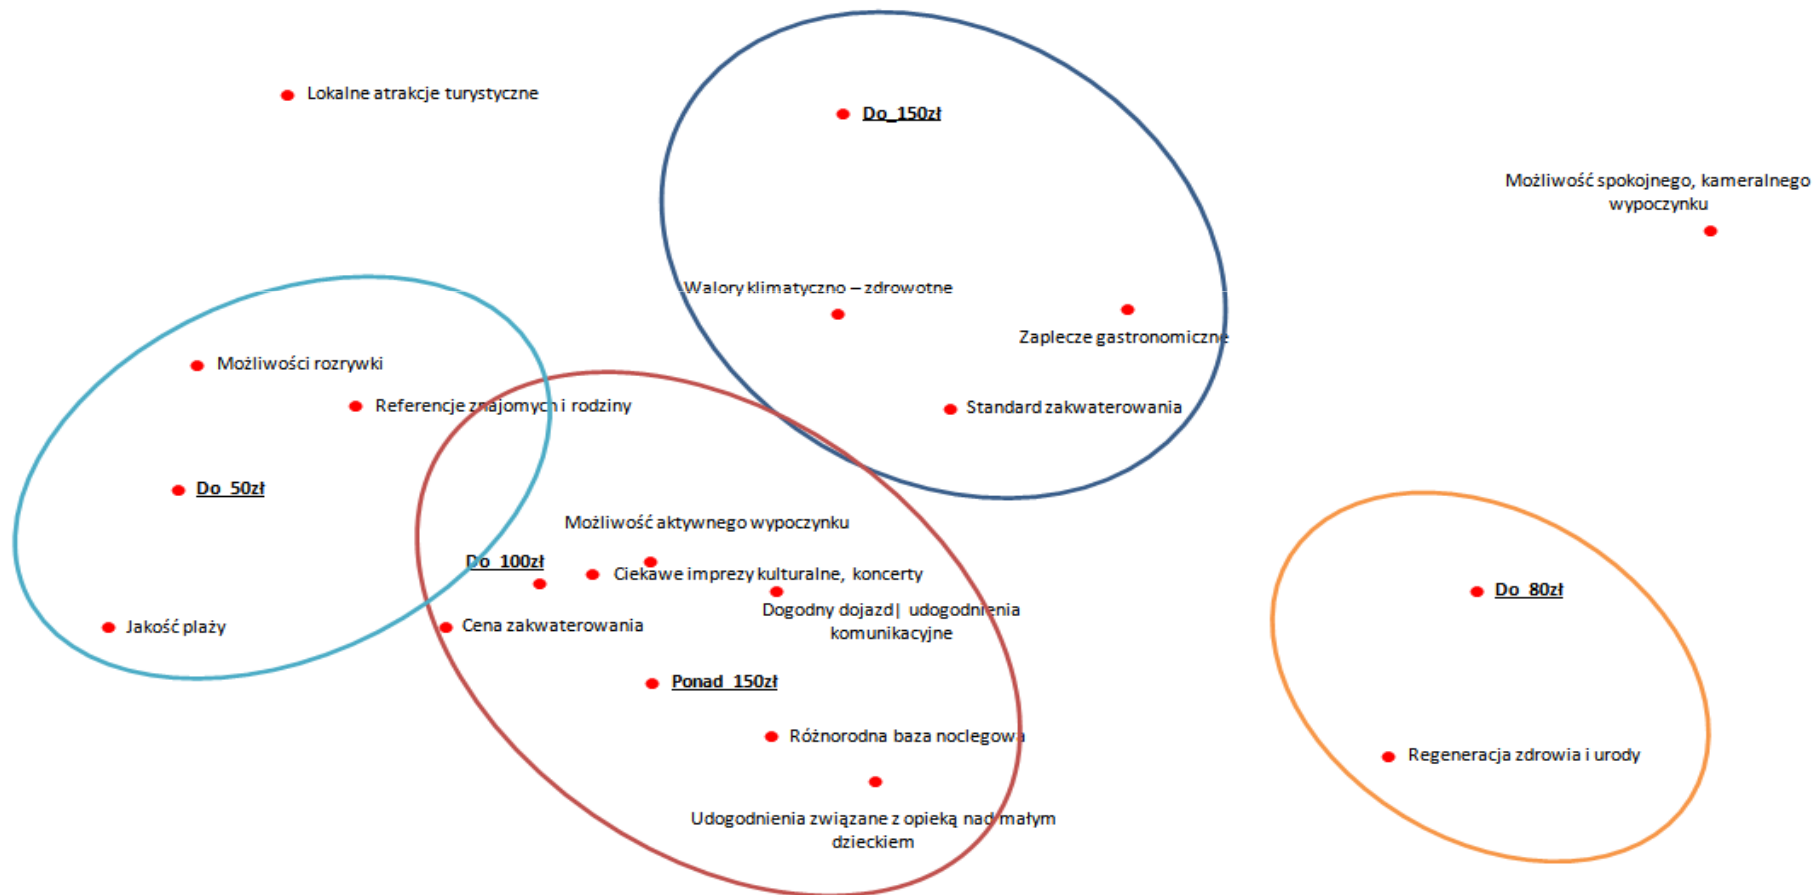 Lokalne atrakcje turystyczne
Do_150zł
Możliwość spokojnego, kameralnego
wypoczynku
Walory klimatyczno – zdrowotne
Zaplecze gastronomiczne
Możliwości rozrywki
Referencje znajomych i rodziny
Standard zakwaterowania
Do_50zł
Możliwość aktywnego wypoczynku
Do_100zł
Ciekawe imprezy kulturalne, koncerty
Do_80zł
Dogodny dojazd| udogodnienia
komunikacyjne
Jakość plaży
Cena zakwaterowania
Ponad_150zł
Różnorodna baza noclegowa
Regeneracja zdrowia i urody
Udogodnienia związane z opieką nad małym
dzieckiem